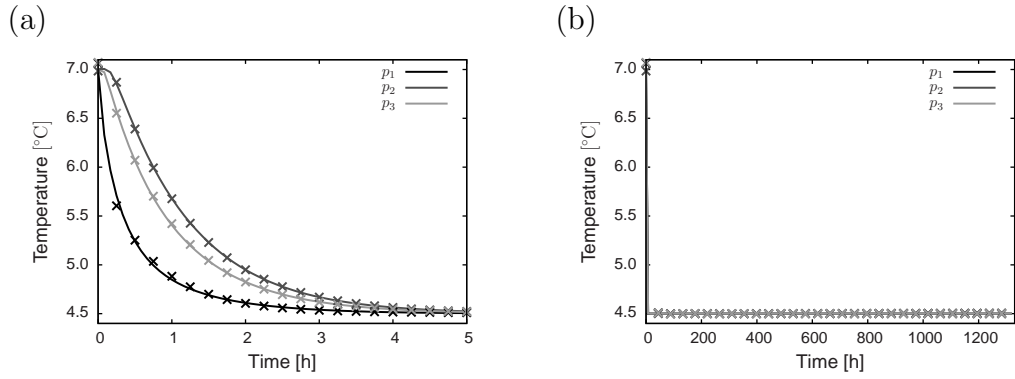 (a)
Temperature [°C]
7.0
6.5
6.0
5.5
5.0
4.5
0 1 2 3 4 5
Time [h]
p1
p2
p3
(b)
Temperature [°C]
7.0
6.5
6.0
5.5
5.0
4.5
0 200 400 600 800 1000 1200
Time [h]
p1
p2
p3